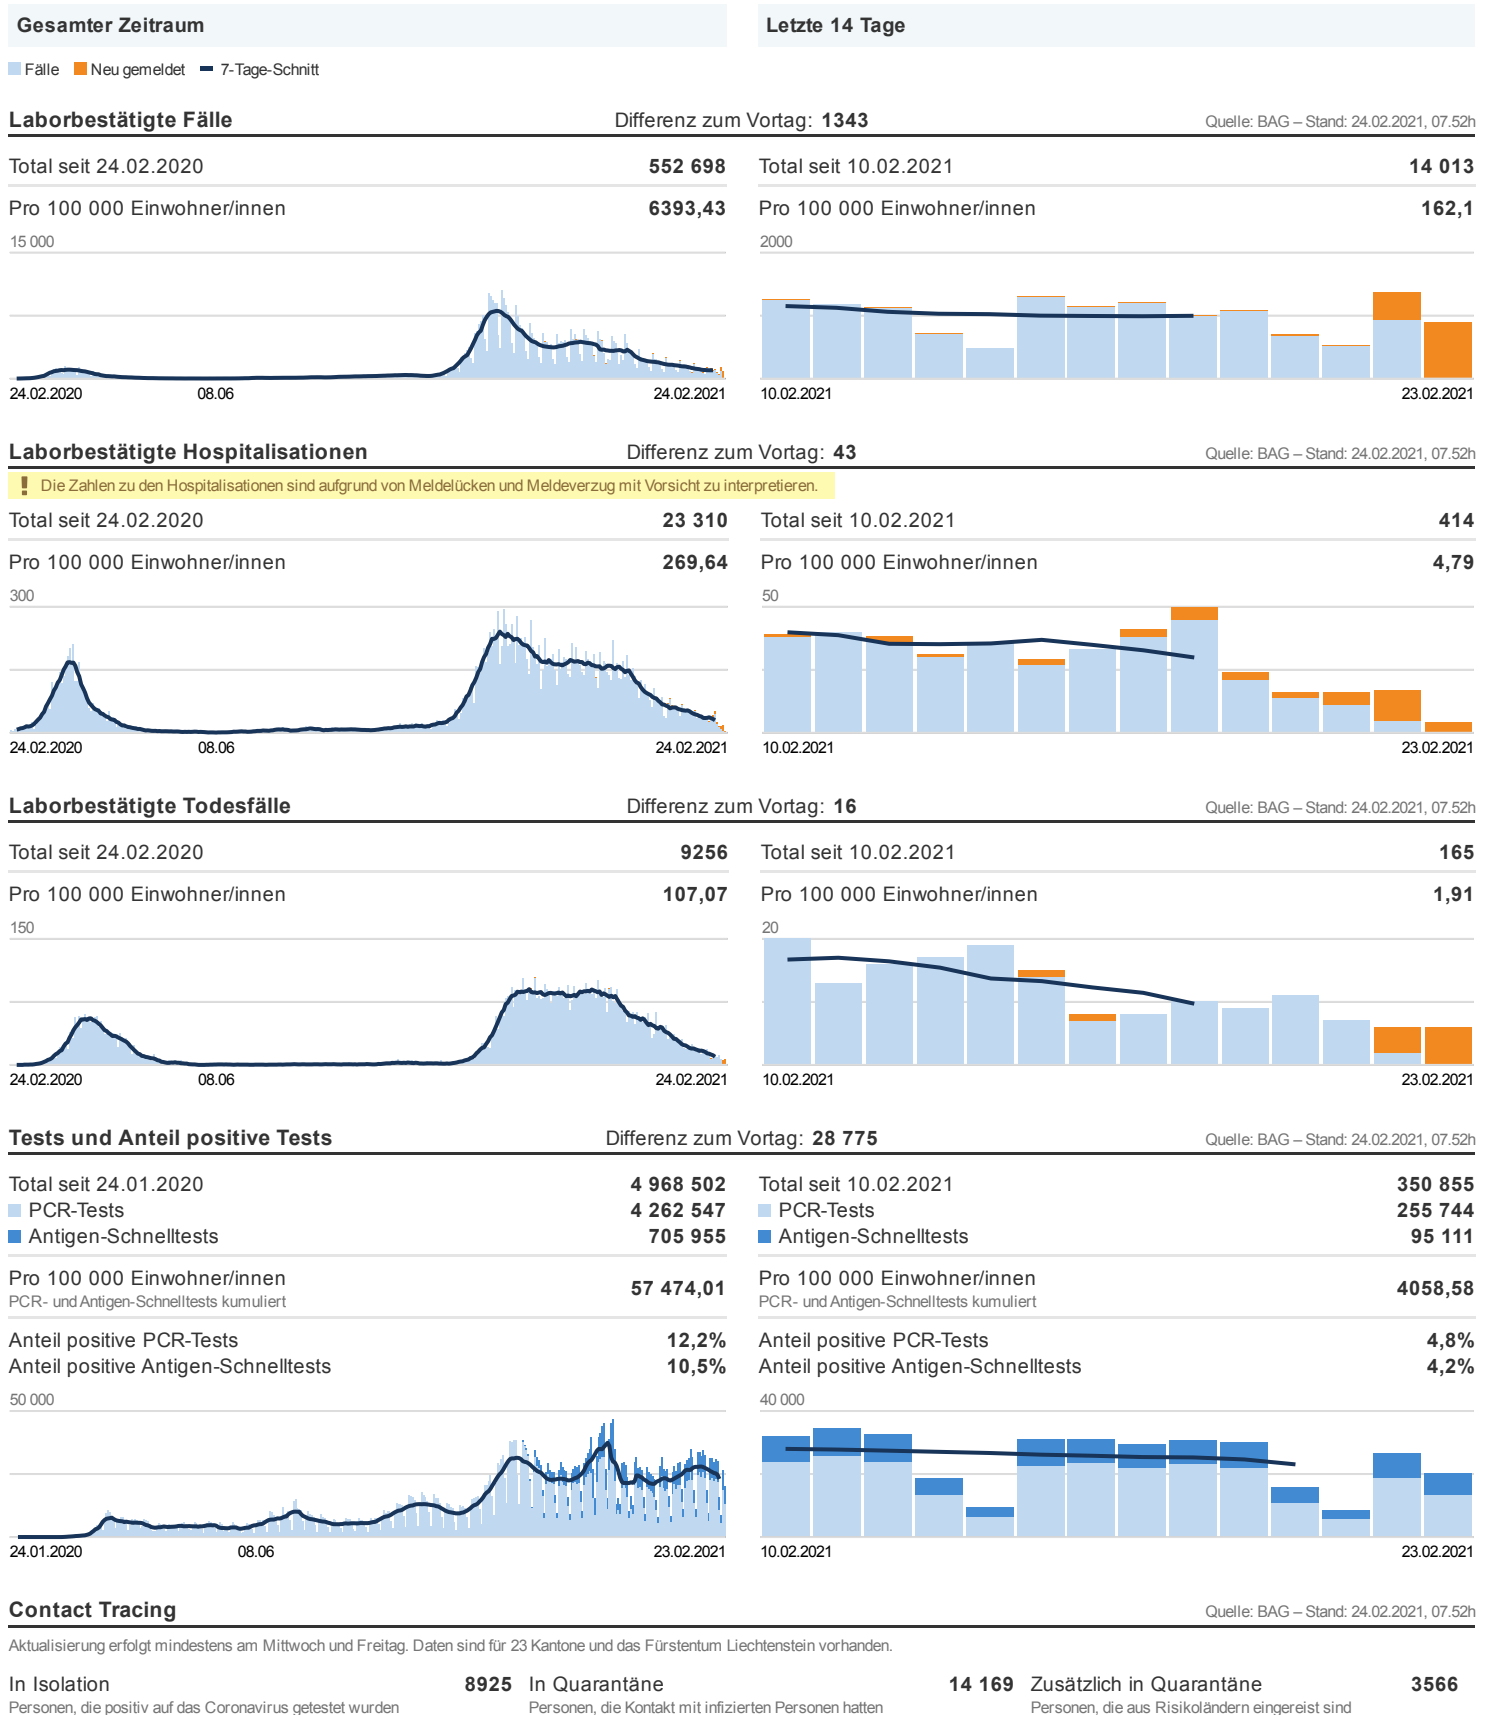 Gesamter Zeitraum
Letzte 14 Tage
Fälle Neu gemeldet 7-Tage-Schnitt
Laborbestätigte Fälle Differenz zum Vortag: 1343 Quelle: BAG – Stand: 24.02.2021, 07.52h
Total seit 24.02.2020 552 698
Pro 100 000 Einwohner/innen 6393,43
15 000
24.02.2020 08.06 24.02.2021
Total seit 10.02.2021 14 013
Pro 100 000 Einwohner/innen 162,1
2000
10.02.2021 23.02.2021
Laborbestätigte Hospitalisationen Differenz zum Vortag: 43 Quelle: BAG – Stand: 24.02.2021, 07.52h
! Die Zahlen zu den Hospitalisationen sind aufgrund von Meldelücken und Meldeverzug mit Vorsicht zu interpretieren.
Total seit 24.02.2020 23 310
Pro 100 000 Einwohner/innen 269,64
300
24.02.2020 08.06 24.02.2021
Total seit 10.02.2021 414
Pro 100 000 Einwohner/innen 4,79
50
10.02.2021 23.02.2021
Laborbestätigte Todesfälle Differenz zum Vortag: 16 Quelle: BAG – Stand: 24.02.2021, 07.52h
Total seit 24.02.2020 9256
Pro 100 000 Einwohner/innen 107,07
150
24.02.2020 08.06 24.02.2021
Total seit 10.02.2021 165
Pro 100 000 Einwohner/innen 1,91
20
10.02.2021 23.02.2021
Tests und Anteil positive Tests Differenz zum Vortag: 28 775 Quelle: BAG – Stand: 24.02.2021, 07.52h
Total seit 24.01.2020 4 968 502
PCR-Tests 4 262 547
Antigen-Schnelltests 705 955
Pro 100 000 Einwohner/innen 57 474,01
PCR- und Antigen-Schnelltests kumuliert
Anteil positive PCR-Tests 12,2%
Anteil positive Antigen-Schnelltests 10,5%
50 000
24.01.2020 08.06 23.02.2021
Total seit 10.02.2021 350 855
PCR-Tests 255 744
Antigen-Schnelltests 95 111
Pro 100 000 Einwohner/innen 4058,58
PCR- und Antigen-Schnelltests kumuliert
Anteil positive PCR-Tests 4,8%
Anteil positive Antigen-Schnelltests 4,2%
40 000
10.02.2021 23.02.2021
Contact Tracing Quelle: BAG – Stand: 24.02.2021, 07.52h
Aktualisierung erfolgt mindestens am Mittwoch und Freitag. Daten sind für 23 Kantone und das Fürstentum Liechtenstein vorhanden.
In Isolation 8925
Personen, die positiv auf das Coronavirus getestet wurden
In Quarantäne 14 169
Personen, die Kontakt mit infizierten Personen hatten
Zusätzlich in Quarantäne 3566
Personen, die aus Risikoländern eingereist sind